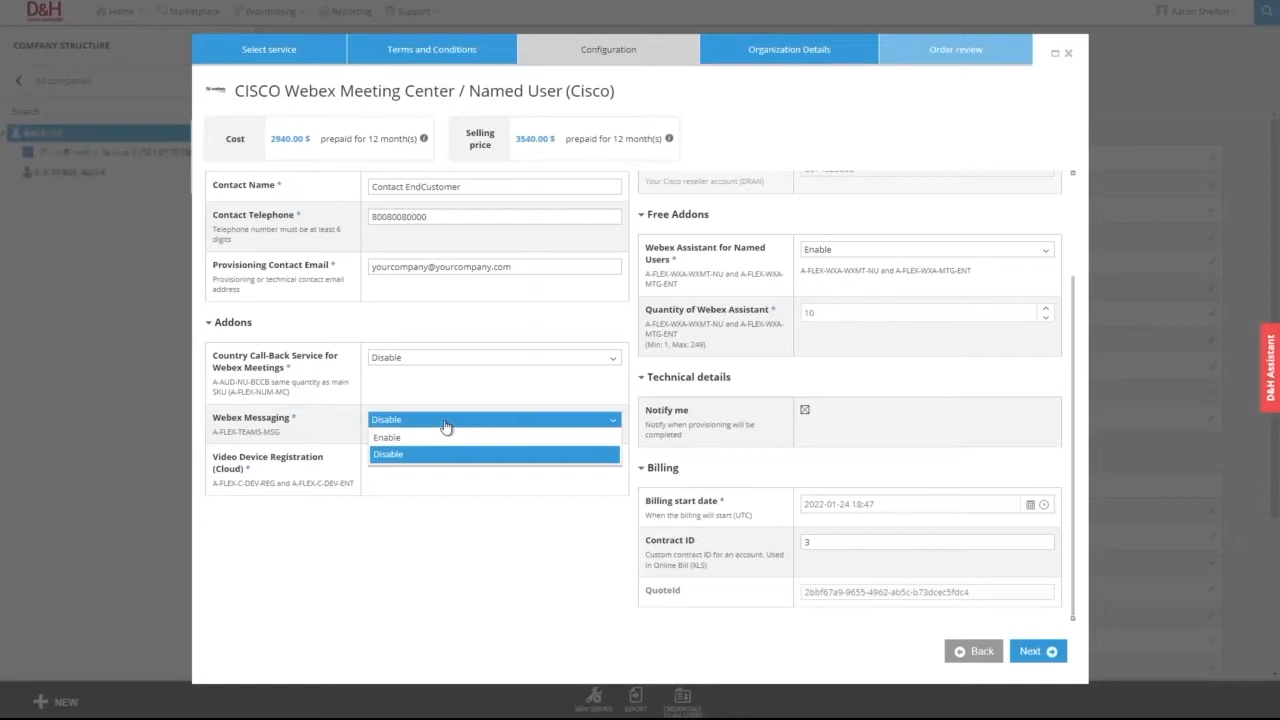 D&H
Home
Marketplace
Provisioning
Reporting
Support
Aaron Shelton
COMPANY STRUCTURE
All companies
Search
Select service
Terms and Conditions
Configuration
Organization Details
Order review
CISCO Webex Meeting Center / Named User (Cisco)
Cost
2940.00 $ prepaid for 12 month(s)
Selling
price
3540.00 $ prepaid for 12 month(s)
Contact Name *
Contact EndCustomer
Contact Telephone *
Telephone number must be at least 6
digits
80080080000
Provisioning Contact Email *
Provisioning or technical contact email
address
yourcompany@yourcompany.com
Addons
Country Call-Back Service for
Webex Meetings *
A-AUD-NU-BCCB same quantity as main
SKU (A-FLEX-NUM-MC)
Disable
Webex Messaging *
A-FLEX-TEAMS-MSG
Disable
Enable
Disable
Video Device Registration
(Cloud) *
A-FLEX-C-DEV-REG and A-FLEX-C-DEV-ENT
Your Cisco reseller account (DRAN)
Free Addons
Webex Assistant for Named
Users *
A-FLEX-WXA-WXMT-NU and A-FLEX-WXA-
MTG-ENT
Enable
A-FLEX-WXA-WXMT-NU and A-FLEX-WXA-MTG-ENT
Quantity of Webex Assistant *
A-FLEX-WXA-WXMT-NU and A-FLEX-WXA-
MTG-ENT
(Min: 1, Max: 249)
10
Technical details
Notify me
Notify when provisioning will be
completed
Billing
Billing start date *
When the billing will start (UTC)
2022-01-24 18:47
Contract ID
Custom contract ID for an account. Used
in Online Bill (XLS)
3
QuoteId
2bbf67a9-9655-4962-ab5c-b73dcec5fdc4
Back
Next
D&H Assistant
NEW
NEW SERVICE
EXPORT
CREDENTIALS
TO ALL USERS